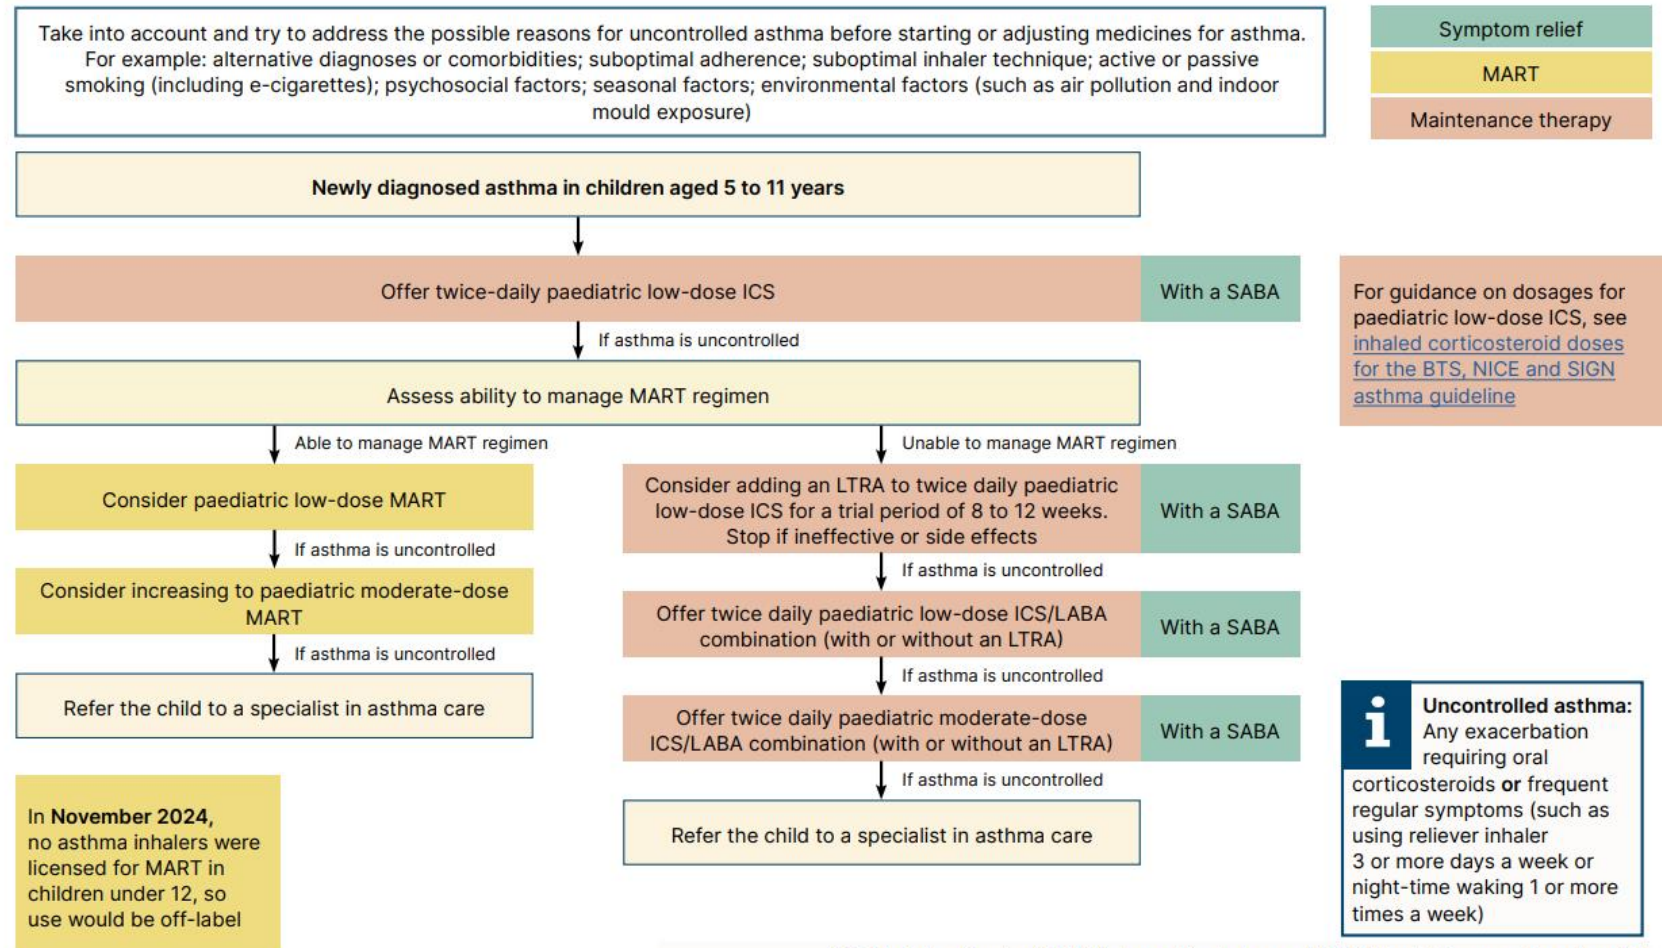 Take into account and try to address the possible reasons for uncontrolled asthma before starting or adjusting medicines for asthma.
For example: alternative diagnoses or comorbidities; suboptimal adherence; suboptimal inhaler technique; active or passive
smoking (including e-cigarettes); psychosocial factors; seasonal factors; environmental factors (such as air pollution and indoor
mould exposure)
Symptom relief
MART
Maintenance therapy
Newly diagnosed asthma in children aged 5 to 11 years
Offer twice-daily paediatric low-dose ICS
With a SABA
If asthma is uncontrolled
For guidance on dosages for
paediatric low-dose ICS, see
inhaled corticosteroid doses
for the BTS, NICE and SIGN
asthma guideline
Assess ability to manage MART regimen
Able to manage MART regimen
Consider paediatric low-dose MART
If asthma is uncontrolled
Consider increasing to paediatric moderate-dose
MART
If asthma is uncontrolled
Refer the child to a specialist in asthma care
Unable to manage MART regimen
Consider adding an LTRA to twice daily paediatric
low-dose ICS for a trial period of 8 to 12 weeks.
Stop if ineffective or side effects
With a SABA
If asthma is uncontrolled
Offer twice daily paediatric low-dose ICS/LABA
combination (with or without an LTRA)
With a SABA
If asthma is uncontrolled
Offer twice daily paediatric moderate-dose
ICS/LABA combination (with or without an LTRA)
With a SABA
If asthma is uncontrolled
Refer the child to a specialist in asthma care
In November 2024,
no asthma inhalers were
licensed for MART in
children under 12, so
use would be off-label
i
Uncontrolled asthma:
Any exacerbation
requiring oral
corticosteroids or frequent
regular symptoms (such as
using reliever inhaler
3 or more days a week or
night-time waking 1 or more
times a week)